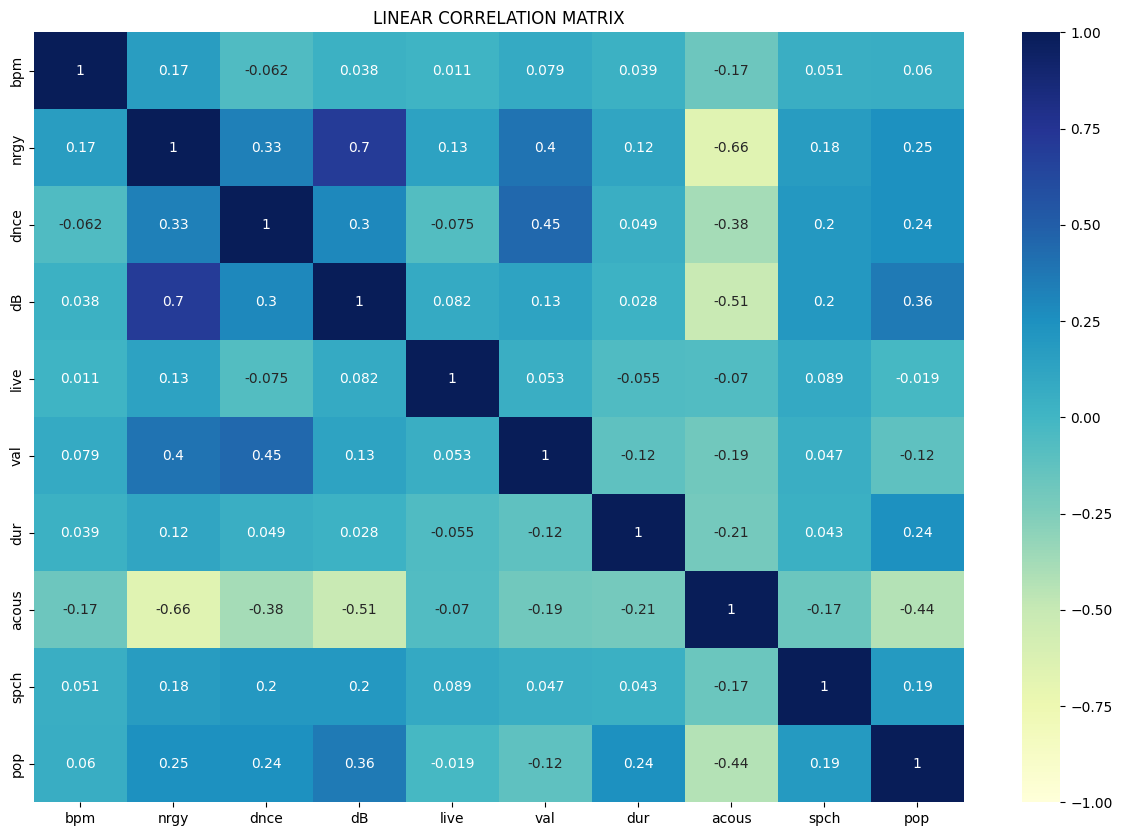 LINEAR CORRELATION MATRIX
bpm 1 0.17 -0.062 0.038 0.011 0.079 0.039 -0.17 0.051 0.06
nrgy 0.17 1 0.33 0.7 0.13 0.4 0.12 -0.66 0.18 0.25
dnce -0.062 0.33 1 0.3 -0.075 0.45 0.049 -0.38 0.2 0.24
dB 0.038 0.7 0.3 1 0.082 0.13 0.028 -0.51 0.2 0.36
live 0.011 0.13 -0.075 0.082 1 0.053 -0.055 -0.07 0.089 -0.019
val 0.079 0.4 0.45 0.13 0.053 1 -0.12 -0.19 0.047 -0.12
dur 0.039 0.12 0.049 0.028 -0.055 -0.12 1 -0.21 0.043 0.24
acous -0.17 -0.66 -0.38 -0.51 -0.07 -0.19 -0.21 1 -0.17 -0.44
spch 0.051 0.18 0.2 0.2 0.089 0.047 0.043 -0.17 1 0.19
pop 0.06 0.25 0.24 0.36 -0.019 -0.12 0.24 -0.44 0.19 1
bpm nrgy dnce dB live val dur acous spch pop
1.00
0.75
0.50
0.25
0.00
−0.25
−0.50
−0.75
−1.00